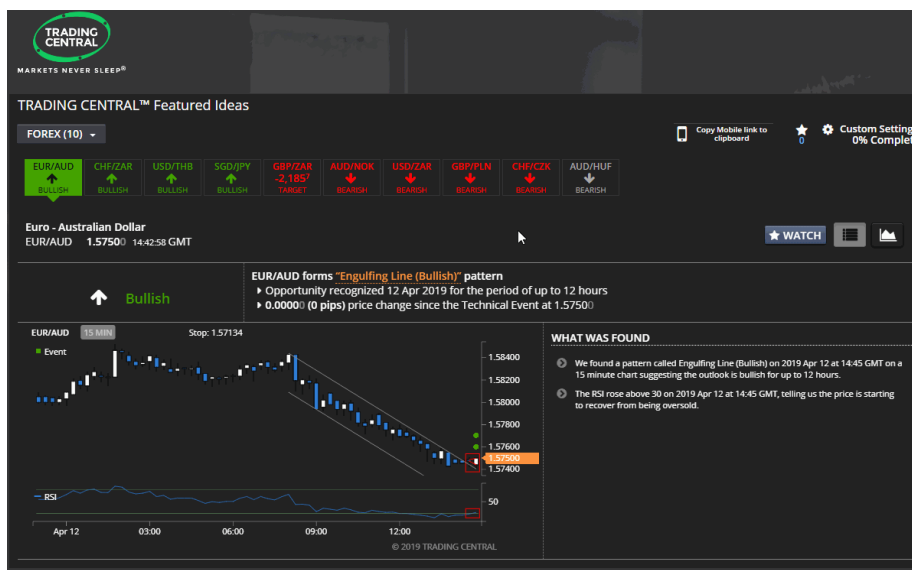 TRADING
CENTRAL
MARKETS NEVER SLEEP®
TRADING CENTRAL™ Featured Ideas
FOREX (10)
Copy Mobile link to
clipboard
0
Custom Setting
0% Complet
EUR/AUD
BULLISH
CHF/ZAR
BULLISH
USD/THB
BULLISH
SGD/JPY
BULLISH
GBP/ZAR
-2,185⁷
TARGET
AUD/NOK
BEARISH
USD/ZAR
BEARISH
GBP/PLN
BEARISH
CHF/CZK
BEARISH
AUD/HUF
BEARISH
Euro - Australian Dollar
EUR/AUD 1.57500 14:42:58 GMT
WATCH
Bullish
EUR/AUD forms "Engulfing Line (Bullish)" pattern
Opportunity recognized 12 Apr 2019 for the period of up to 12 hours
0.00000 (0 pips) price change since the Technical Event at 1.57500
EUR/AUD 15 MIN Stop: 1.57134
Event
1.58400
1.58200
1.58000
1.57800
1.57600
1.57500
1.57400
RSI
50
Apr 12 03:00 06:00 09:00 12:00
© 2019 TRADING CENTRAL
WHAT WAS FOUND
We found a pattern called Engulfing Line (Bullish) on 2019 Apr 12 at 14:45 GMT on a
15 minute chart suggesting the outlook is bullish for up to 12 hours.
The RSI rose above 30 on 2019 Apr 12 at 14:45 GMT, telling us the price is starting
to recover from being oversold.